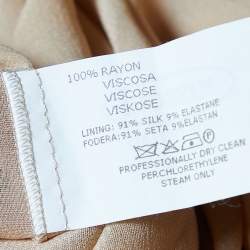 100% RAYON
VISCOSA
VISCOSE
VISKOSE
LINING: 91% SILK 9% ELASTANE
FODERA: 91% SETA 9% ELASTAN
PROFESSIONALLY DRY CLEAN
PERCHLORETHYLENE
STEAM ONLY